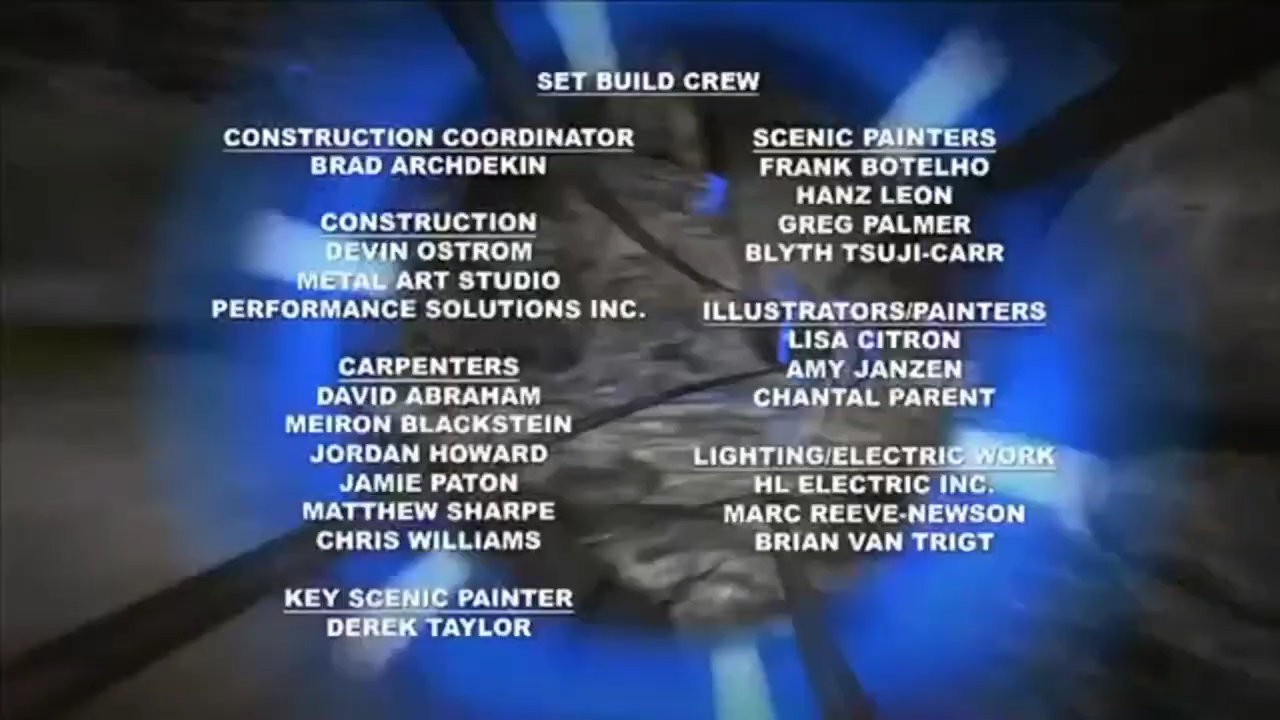 SET BUILD CREW
CONSTRUCTION COORDINATOR
BRAD ARCHDEKIN
CONSTRUCTION
DEVIN OSTROM
METAL ART STUDIO
PERFORMANCE SOLUTIONS INC.
CARPENTERS
DAVID ABRAHAM
MEIRON BLACKSTEIN
JORDAN HOWARD
JAMIE PATON
MATTHEW SHARPE
CHRIS WILLIAMS
KEY SCENIC PAINTER
DEREK TAYLOR
SCENIC PAINTERS
FRANK BOTELHO
HANZ LEON
GREG PALMER
BLYTH TSUJI-CARR
ILLUSTRATORS/PAINTERS
LISA CITRON
AMY JANZEN
CHANTAL PARENT
LIGHTING/ELECTRIC WORK
HL ELECTRIC INC.
MARC REEVE-NEWSON
BRIAN VAN TRIGT